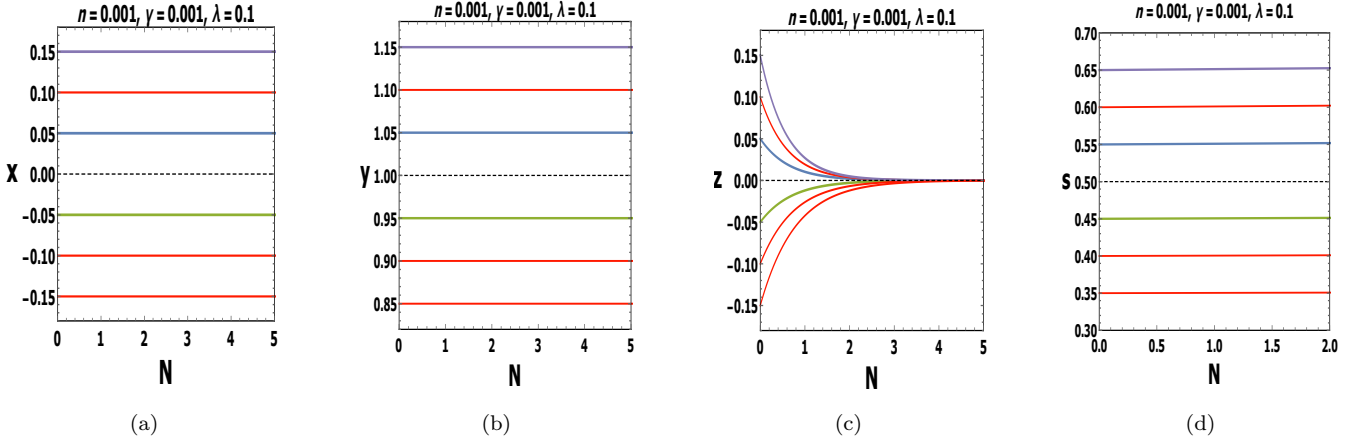 n = 0.001, γ = 0.001, λ = 0.1
0.15
0.10
0.05
x 0.00
−0.05
−0.10
−0.15
0 1 2 3 4 5
N
(a)
n = 0.001, γ = 0.001, λ = 0.1
1.15
1.10
1.05
y 1.00
0.95
0.90
0.85
0 1 2 3 4 5
N
(b)
n = 0.001, γ = 0.001, λ = 0.1
0.15
0.10
0.05
z 0.00
−0.05
−0.10
−0.15
0 1 2 3 4 5
N
(c)
n = 0.001, γ = 0.001, λ = 0.1
0.70
0.65
0.60
0.55
s 0.50
0.45
0.40
0.35
0.30
0.0 0.5 1.0 1.5 2.0
N
(d)